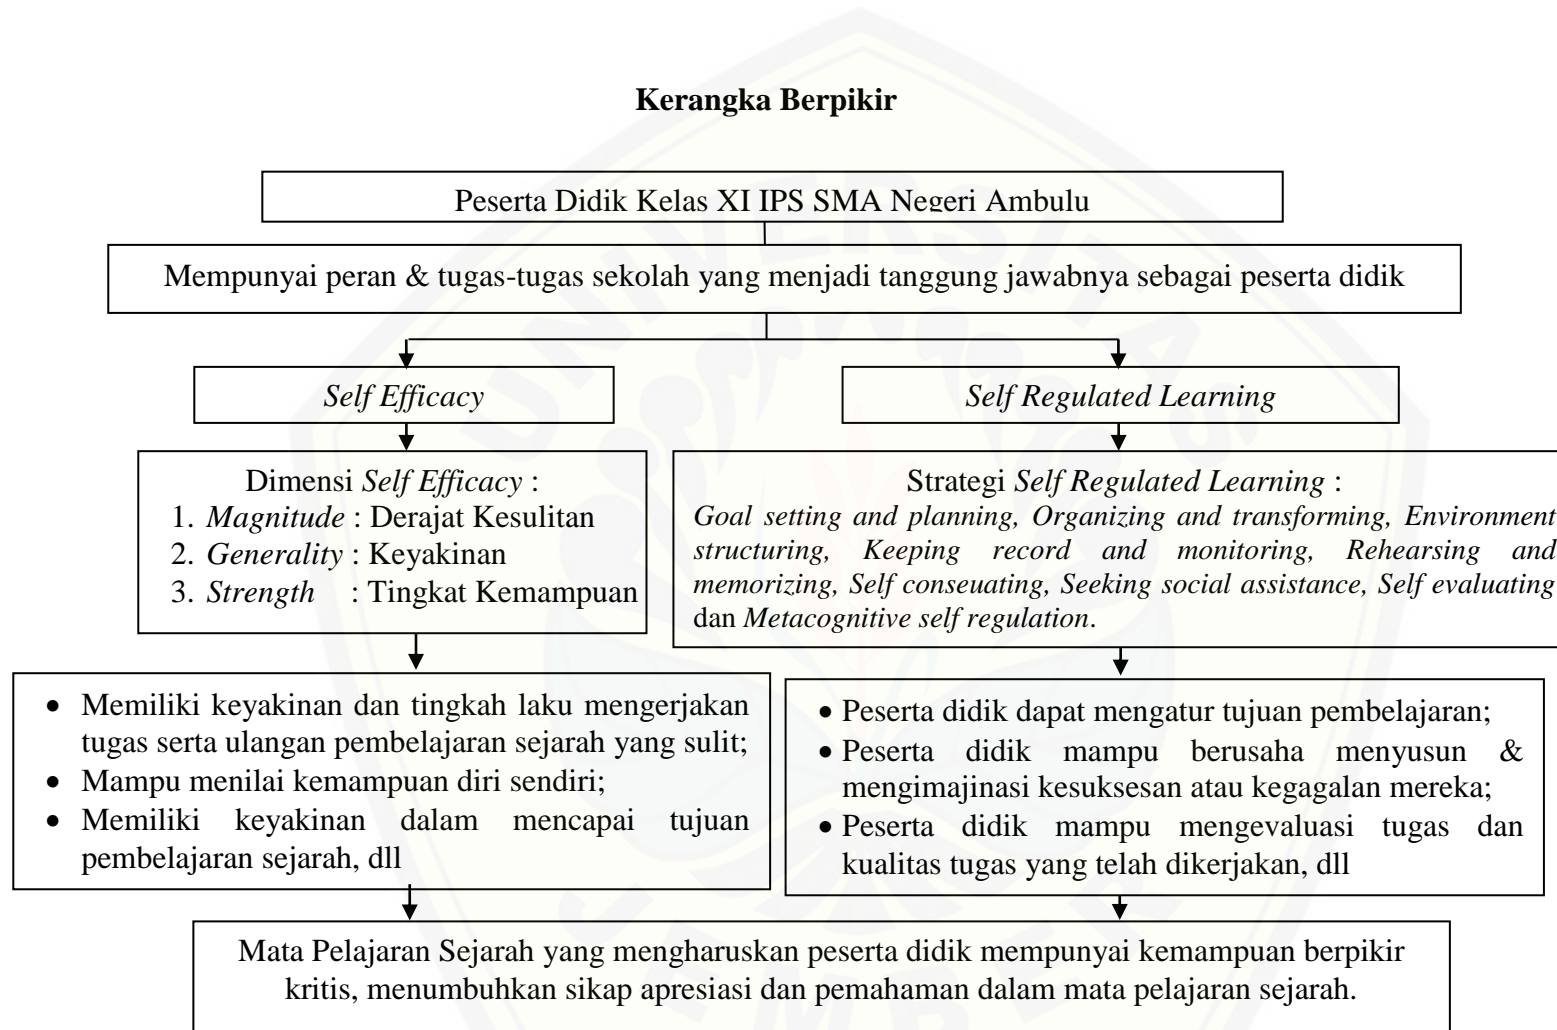 Kerangka Berpikir
Peserta Didik Kelas XI IPS SMA Negeri Ambulu
Mempunyai peran & tugas-tugas sekolah yang menjadi tanggung jawabnya sebagai peserta didik
Self Efficacy
Self Regulated Learning
Dimensi Self Efficacy :
1. Magnitude : Derajat Kesulitan
2. Generality : Keyakinan
3. Strength : Tingkat Kemampuan
Strategi Self Regulated Learning :
Goal setting and planning, Organizing and transforming, Environment
structuring, Keeping record and monitoring, Rehearsing and
memorizing, Self conseuating, Seeking social assistance, Self evaluating
dan Metacognitive self regulation.
• Memiliki keyakinan dan tingkah laku mengerjakan
tugas serta ulangan pembelajaran sejarah yang sulit;
• Mampu menilai kemampuan diri sendiri;
• Memiliki keyakinan dalam mencapai tujuan
pembelajaran sejarah, dll
• Peserta didik dapat mengatur tujuan pembelajaran;
• Peserta didik mampu berusaha menyusun &
mengimajinasi kesuksesan atau kegagalan mereka;
• Peserta didik mampu mengevaluasi tugas dan
kualitas tugas yang telah dikerjakan, dll
Mata Pelajaran Sejarah yang mengharuskan peserta didik mempunyai kemampuan berpikir
kritis, menumbuhkan sikap apresiasi dan pemahaman dalam mata pelajaran sejarah.
UNIVERSITAS
JEMBER